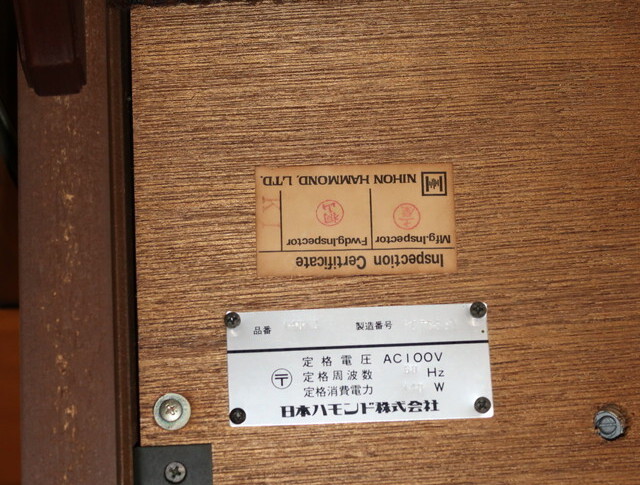 Inspection Certificate
Mfg.Inspector
Fwdg.Inspector
NIHON HAMMOND. LTD.
品番 製造番号
定格電圧 AC100V
〒
定格周波数 Hz
定格消費電力 W
日本ハモンド株式会社